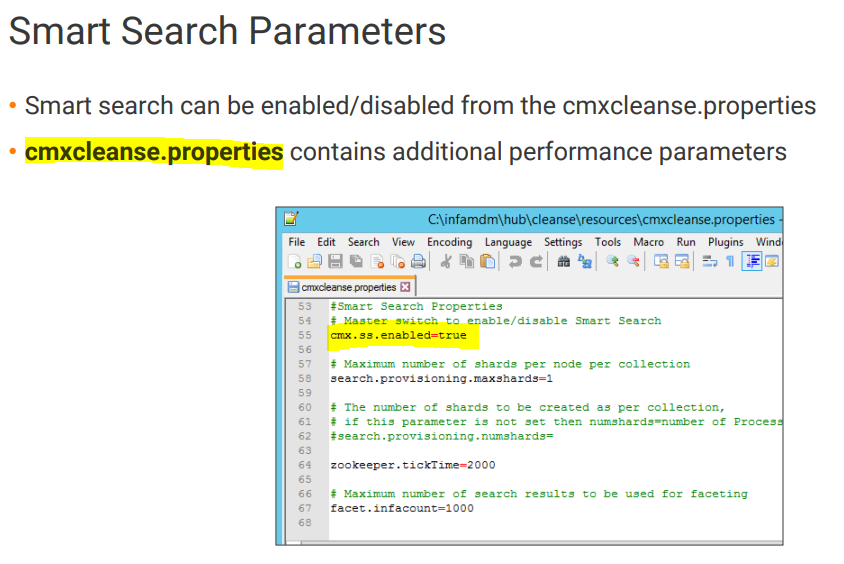 Smart Search Parameters
• Smart search can be enabled/disabled from the cmxcleanse.properties
• cmxcleanse.properties contains additional performance parameters
C:\infamdm\hub\cleanse\resources\cmxcleanse.properties -
File Edit Search View Encoding Language Settings Tools Macro Run Plugins Wind
cmxcleanse.properties
53 #Smart Search Properties
54 # Master switch to enable/disable Smart Search
55 cmx.ss.enabled=true
56
57 # Maximum number of shards per node per collection
58 search.provisioning.maxshards=1
59
60 # The number of shards to be created as per collection,
61 # if this parameter is not set then numshards=number of Process
62 #search.provisioning.numshards=
63
64 zookeeper.tickTime=2000
65
66 # Maximum number of search results to be used for faceting
67 facet.infacount=1000
68